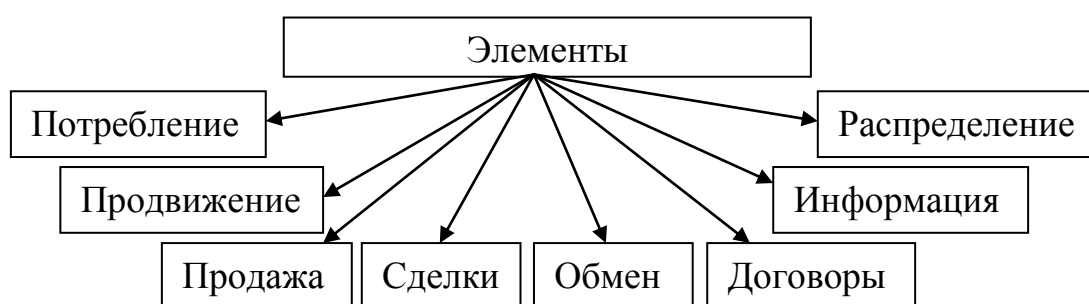 Элементы
Потребление
Распределение
Продвижение
Информация
Продажа
Сделки
Обмен
Договоры